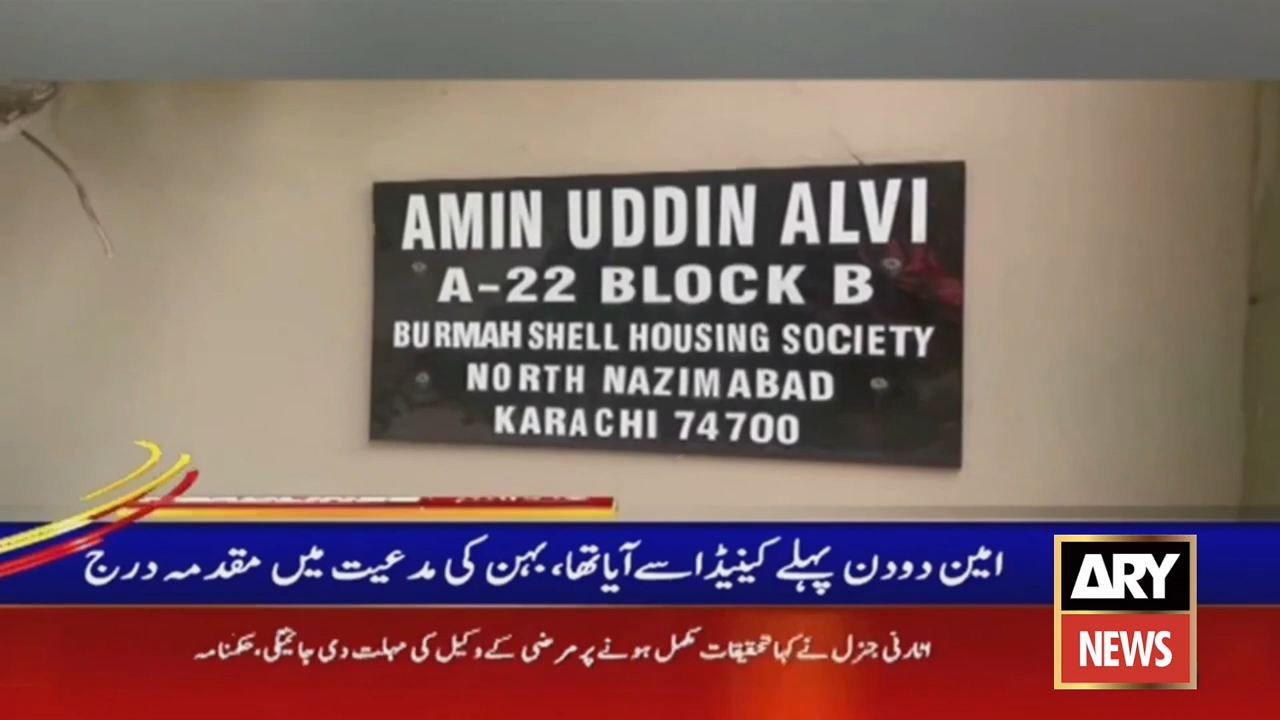 AMIN UDDIN ALVI
A-22 BLOCK B
BURMAH SHELL HOUSING SOCIETY
NORTH NAZIMABAD
KARACHI 74700
امین دو دن پہلے کینیڈا سے آیا تھا، بہن کی مدعیت میں مقدمہ درج
اٹارنی جنرل نے کہا تحقیقات مکمل ہونے پر مرضی کے وکیل کی مہلت دی جائیگی، حکمنامہ
ARY
NEWS